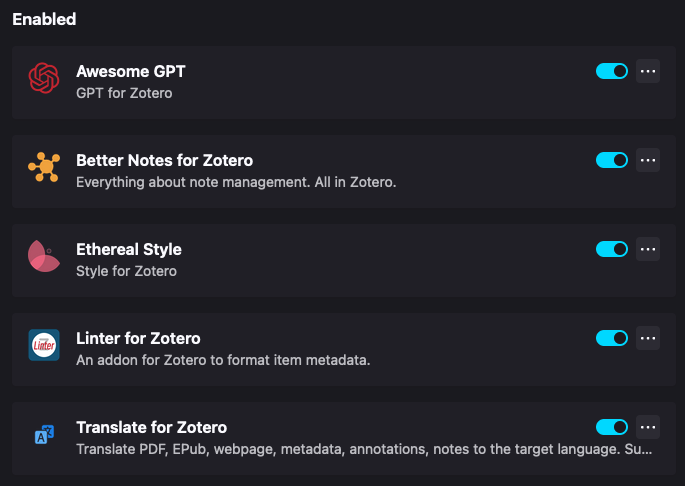 Enabled
Awesome GPT
GPT for Zotero
Better Notes for Zotero
Everything about note management. All in Zotero.
Ethereal Style
Style for Zotero
Linter
Linter for Zotero
An addon for Zotero to format item metadata.
A
Translate for Zotero
Translate PDF, EPub, webpage, metadata, annotations, notes to the target language. Su...